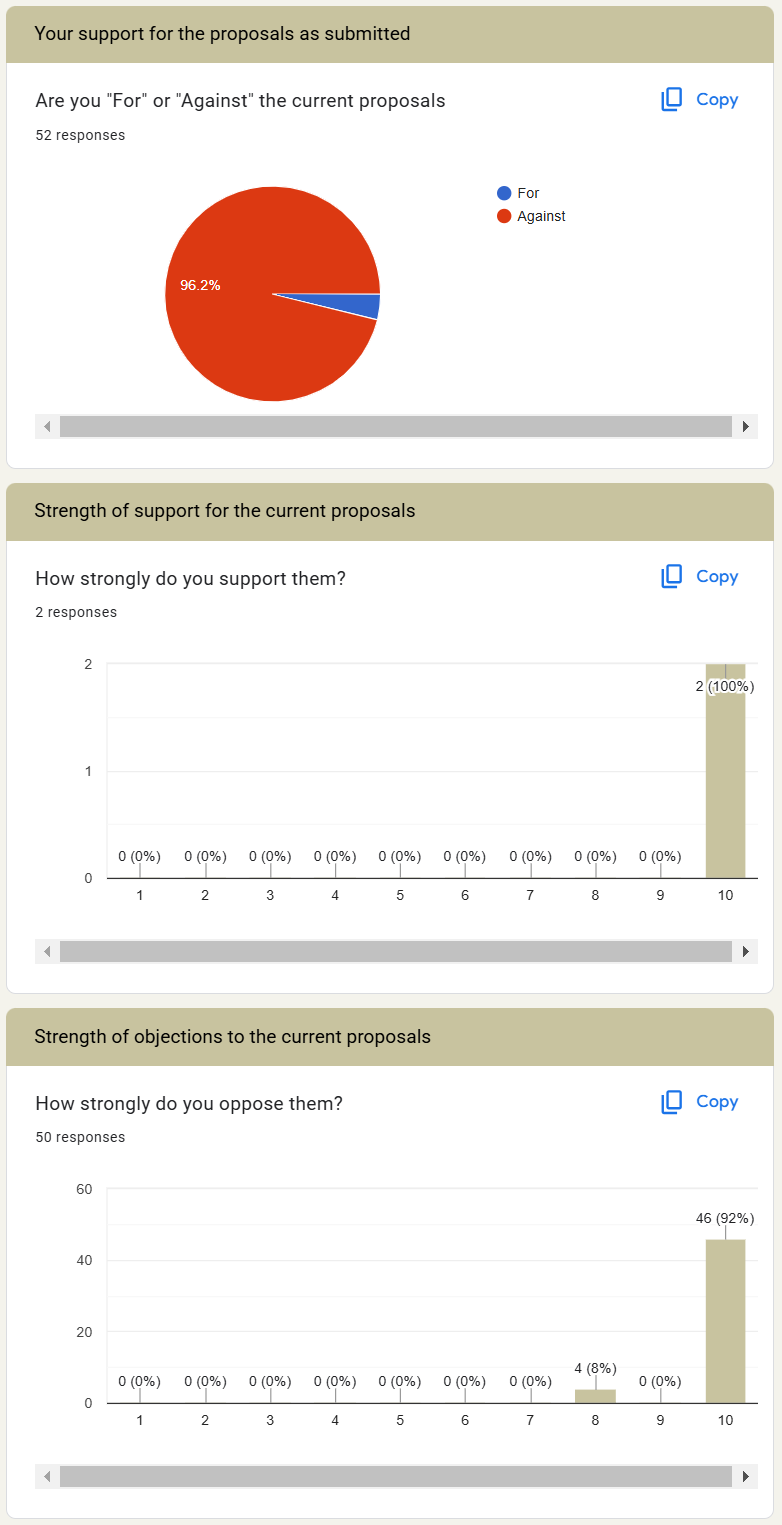 Your support for the proposals as submitted
Are you "For" or "Against" the current proposals
Copy
52 responses
For
Against
96.2%
Strength of support for the current proposals
How strongly do you support them?
Copy
2 responses
2
2 (100%)
1
0 (0%) 0 (0%) 0 (0%) 0 (0%) 0 (0%) 0 (0%) 0 (0%) 0 (0%) 0 (0%)
0
1 2 3 4 5 6 7 8 9 10
Strength of objections to the current proposals
How strongly do you oppose them?
Copy
50 responses
60
46 (92%)
40
20
4 (8%)
0 (0%) 0 (0%) 0 (0%) 0 (0%) 0 (0%) 0 (0%) 0 (0%) 0 (0%)
0
1 2 3 4 5 6 7 8 9 10